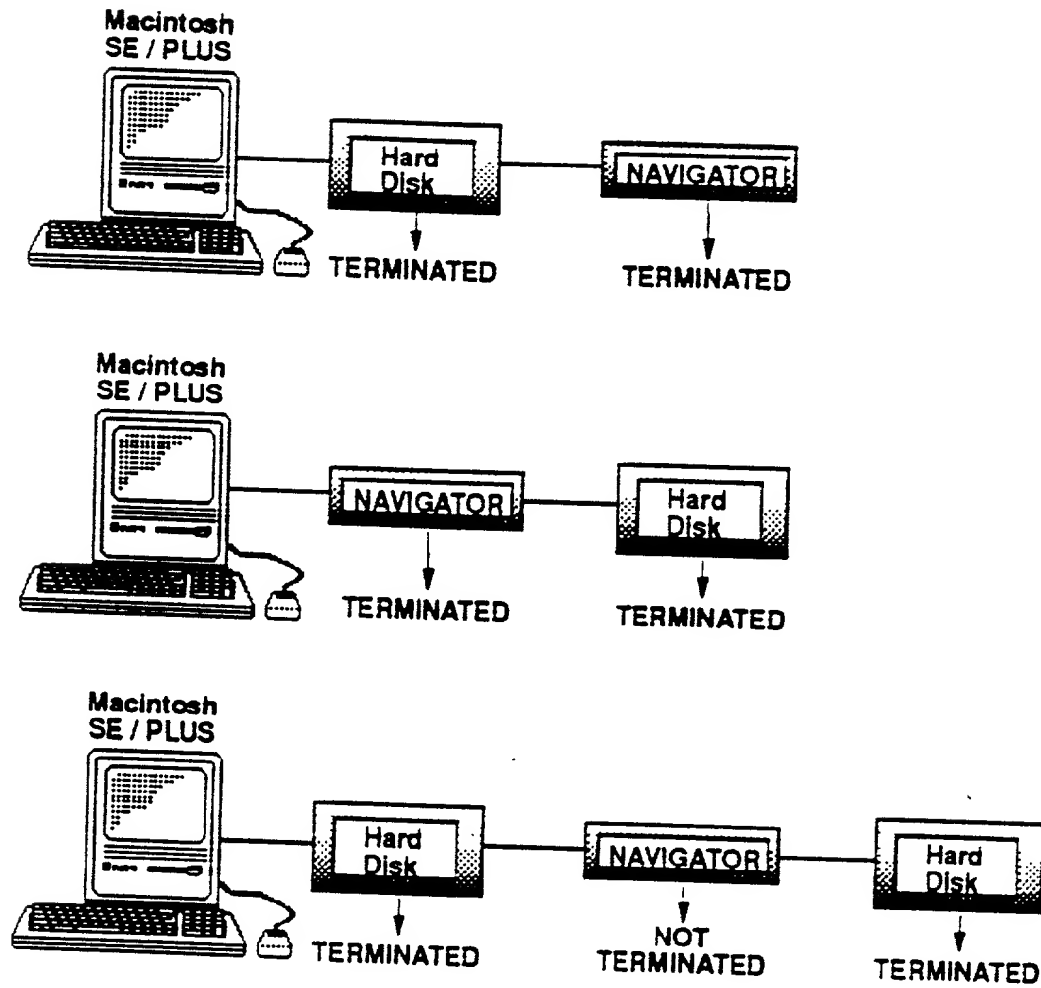 Macintosh
SE / PLUS
Hard
Disk
NAVIGATOR
TERMINATED
TERMINATED
Macintosh
SE / PLUS
NAVIGATOR
Hard
Disk
TERMINATED
TERMINATED
Macintosh
SE / PLUS
Hard
Disk
NAVIGATOR
Hard
Disk
TERMINATED
NOT
TERMINATED
TERMINATED